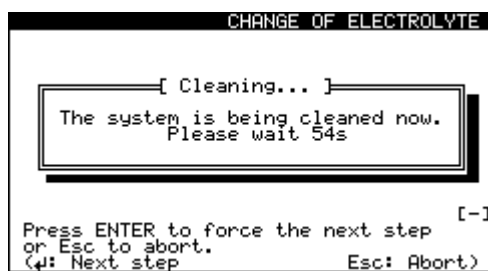 CHANGE OF ELECTROLYTE
[ Cleaning... ]
The system is being cleaned now.
Please wait 54s
[-]
Press ENTER to force the next step
or Esc to abort.
(↵: Next step Esc: Abort)